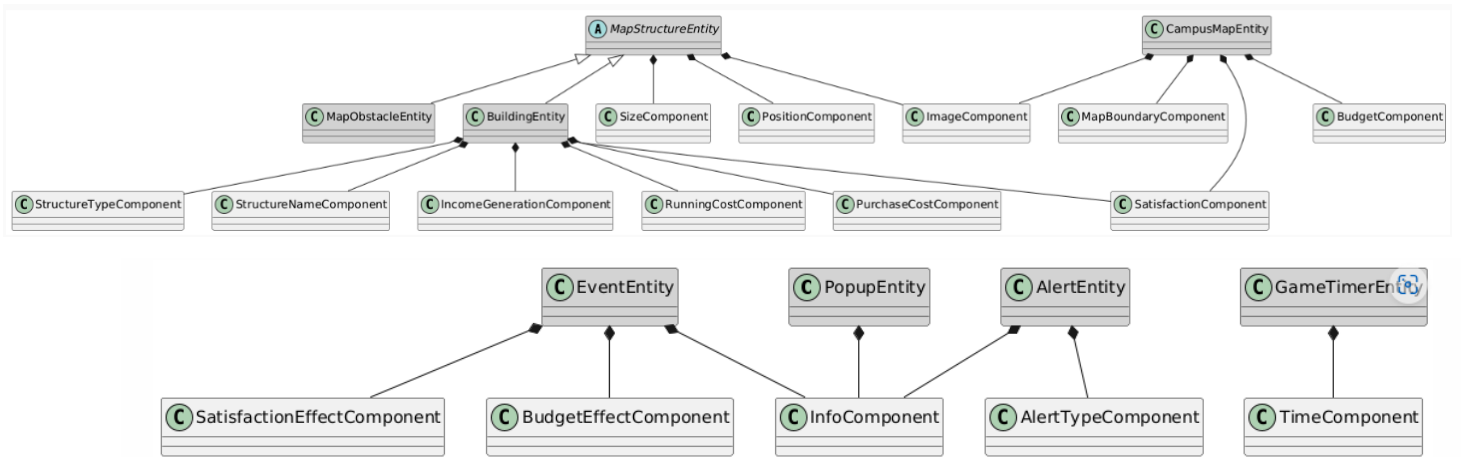 A MapStructureEntity
C CampusMapEntity
C MapObstacleEntity
C BuildingEntity
C SizeComponent
C PositionComponent
C ImageComponent
C MapBoundaryComponent
C BudgetComponent
C StructureTypeComponent
C StructureNameComponent
C IncomeGenerationComponent
C RunningCostComponent
C PurchaseCostComponent
C SatisfactionComponent
C EventEntity
C PopupEntity
C AlertEntity
C GameTimerEntity
C SatisfactionEffectComponent
C BudgetEffectComponent
C InfoComponent
C AlertTypeComponent
C TimeComponent